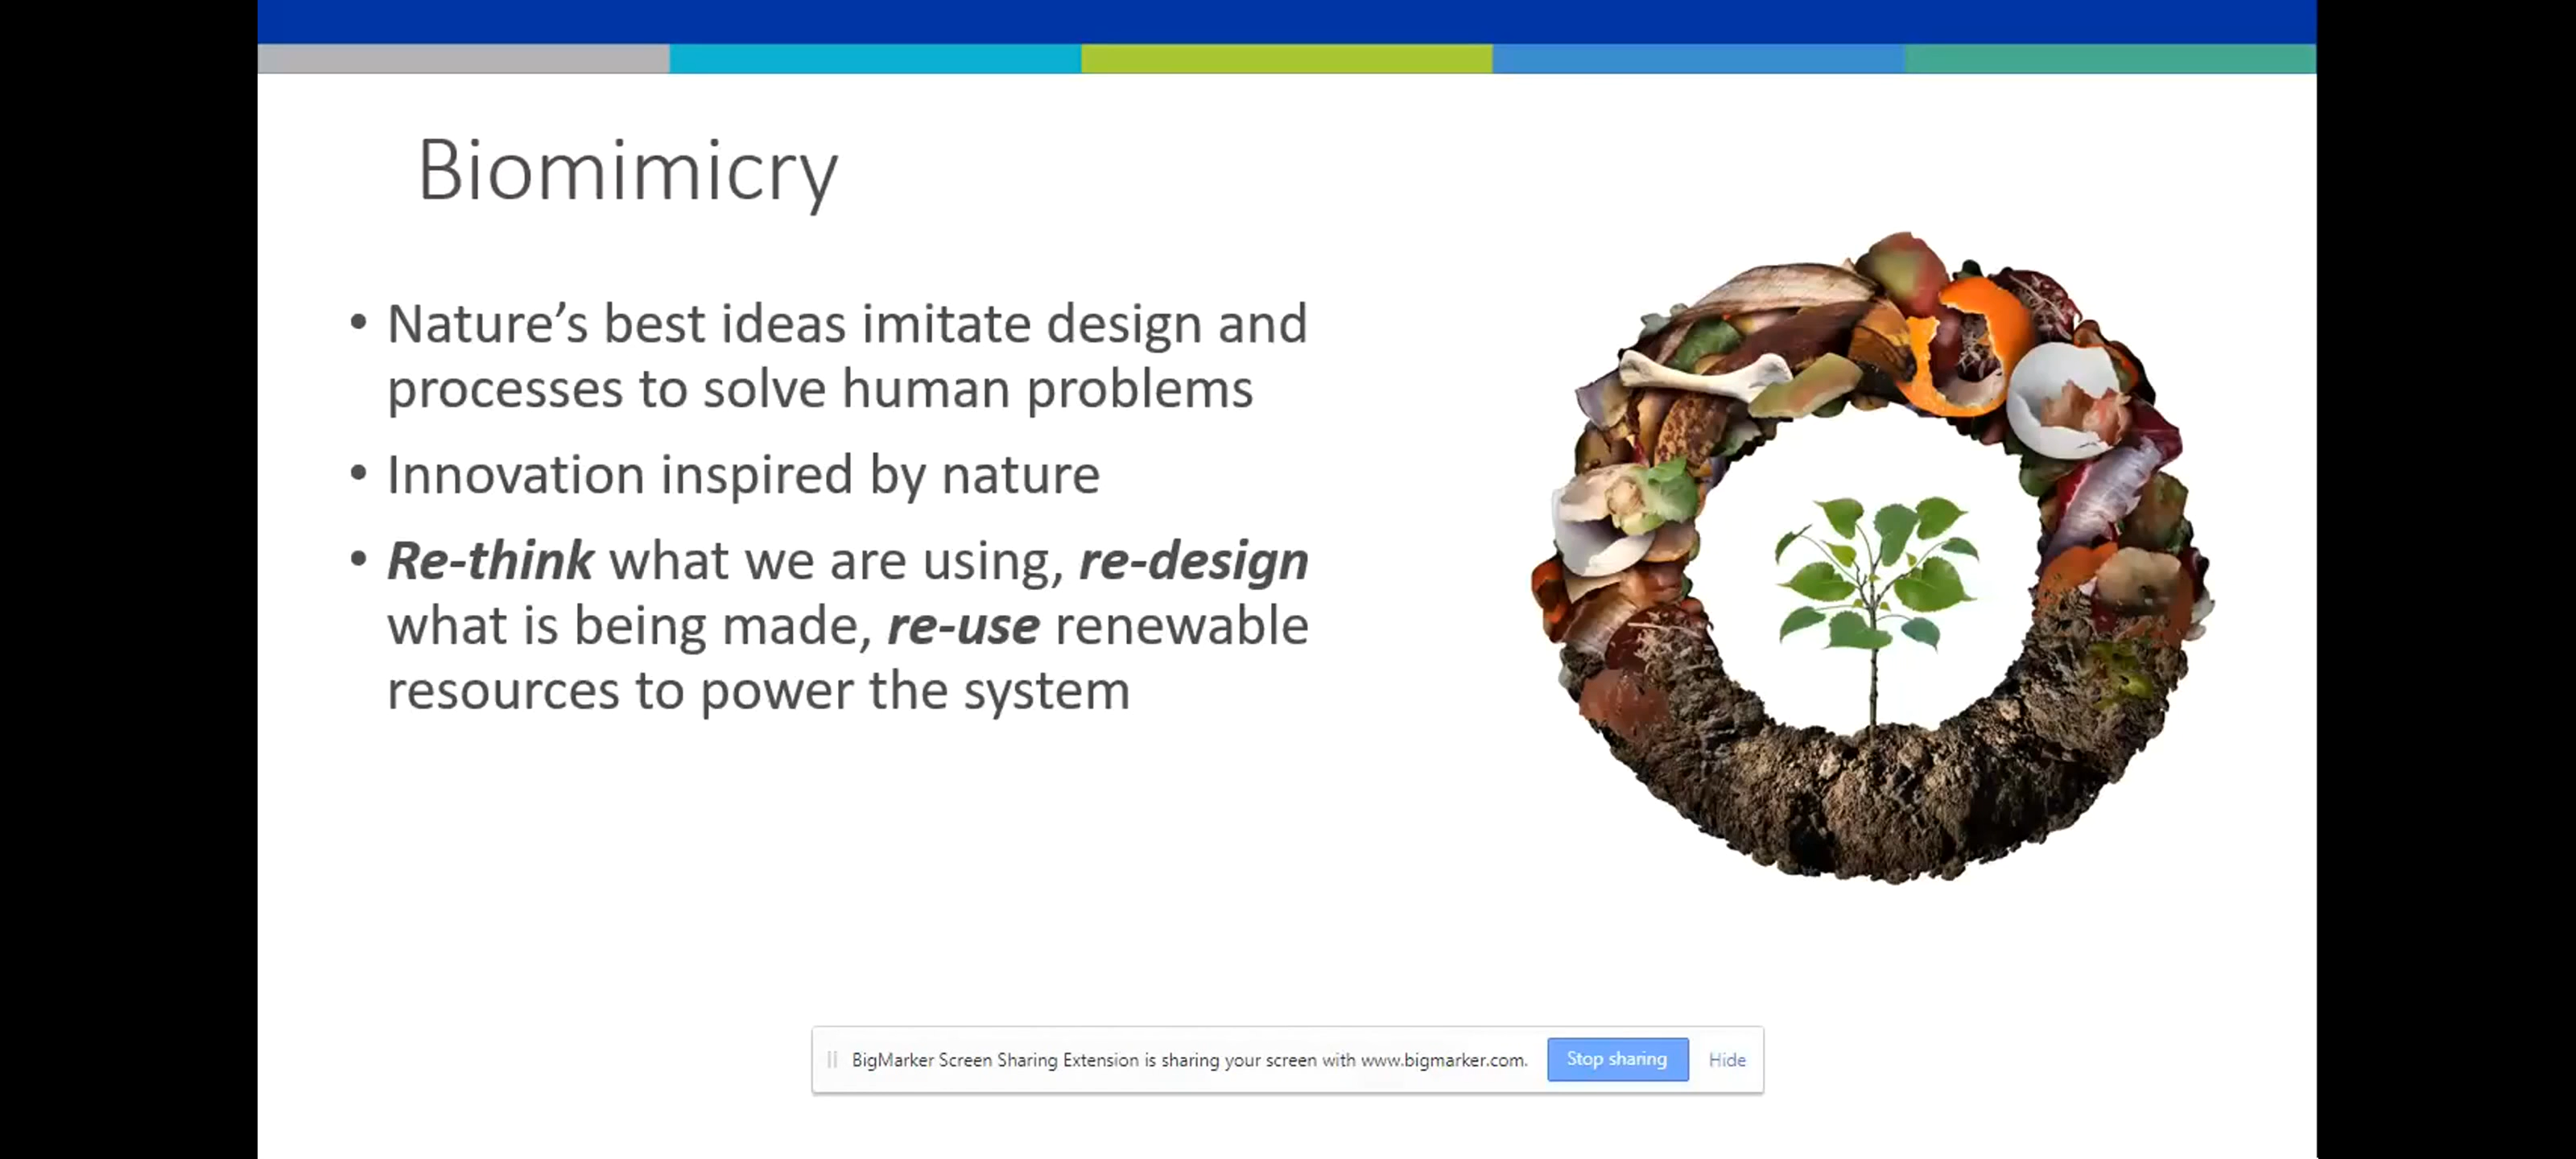 Biomimicry
• Nature’s best ideas imitate design and
processes to solve human problems
• Innovation inspired by nature
• Re-think what we are using, re-design
what is being made, re-use renewable
resources to power the system
BigMarker Screen Sharing Extension is sharing your screen with www.bigmarker.com. Stop sharing Hide